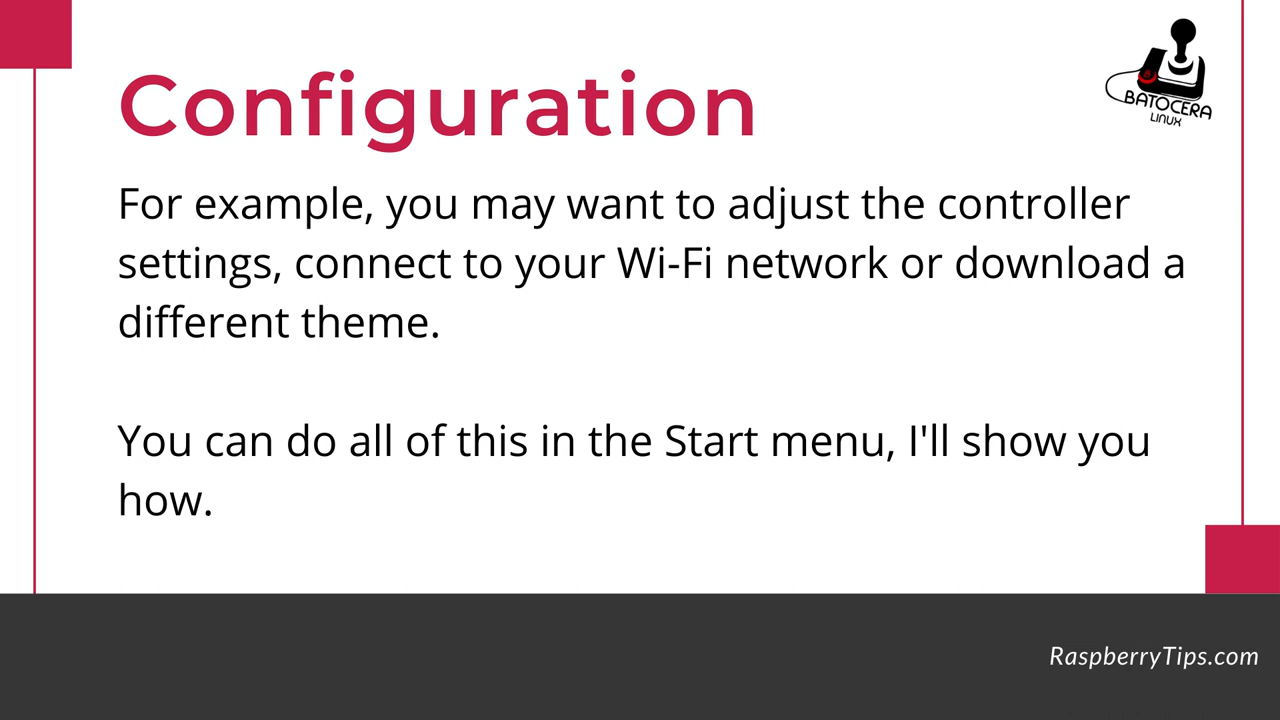 Configuration
BATOCERA
LINUX
For example, you may want to adjust the controller
settings, connect to your Wi-Fi network or download a
different theme.
You can do all of this in the Start menu, I'll show you
how.
RaspberryTips.com